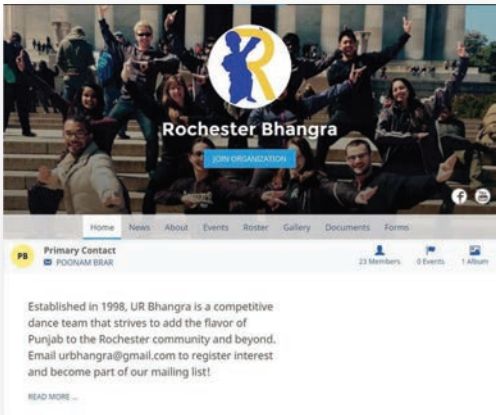 R
Rochester Bhangra
JOIN ORGANIZATION
Home News About Events Roster Gallery Documents Forms
PB
Primary Contact
POONAM BRAR
23 Members 0 Events 1 Album
Established in 1998, UR Bhangra is a competitive
dance team that strives to add the flavor of
Punjab to the Rochester community and beyond.
Email urbhangra@gmail.com to register interest
and become part of our mailing list!
READ MORE ...